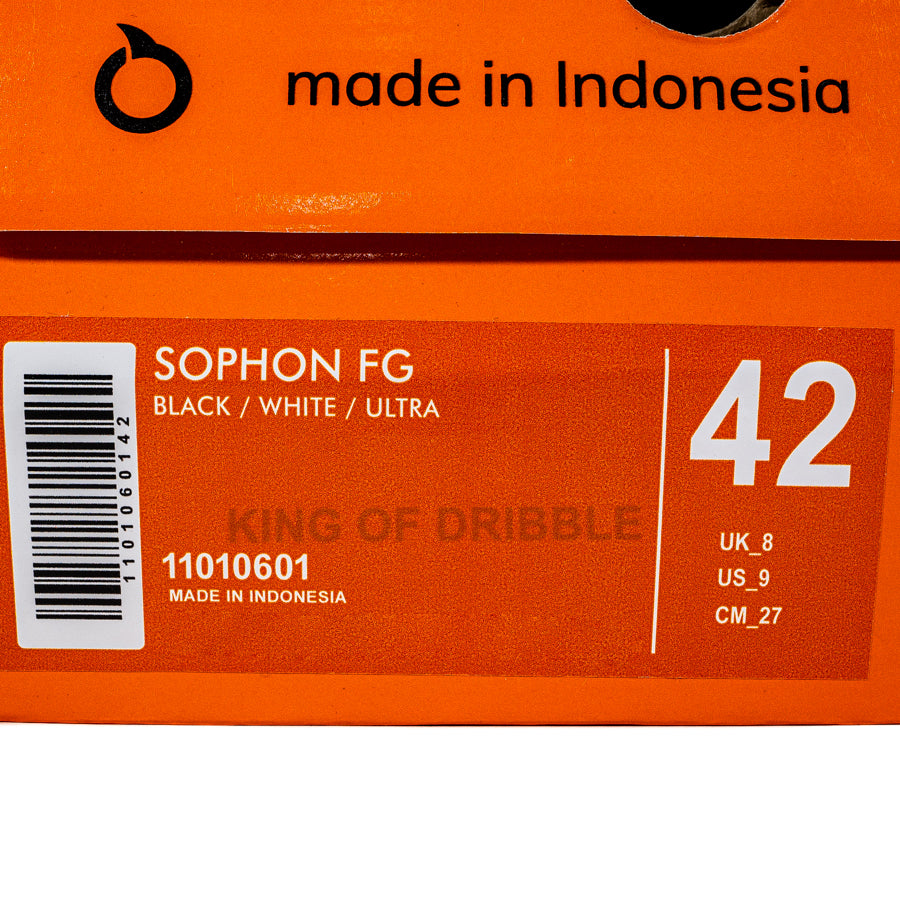 made in Indonesia
SOPHON FG
BLACK / WHITE / ULTRA
1101060142
KING OF DRIBBLE
11010601
MADE IN INDONESIA
42
UK_8
US_9
CM_27